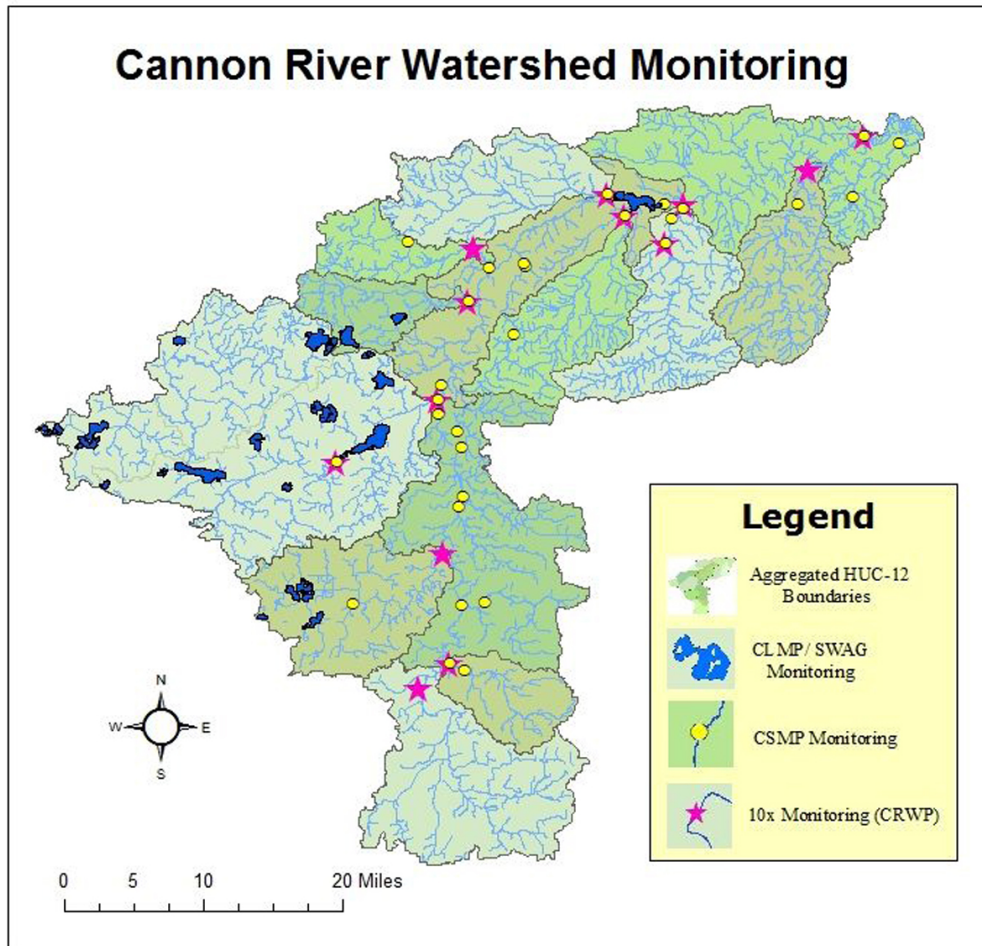 Cannon River Watershed Monitoring
Legend
Aggregated HUC-12
Boundaries
CLMP/ SWAG
Monitoring
CSMP Monitoring
10x Monitoring (CRWP)
N
W E
S
0 5 10 20 Miles